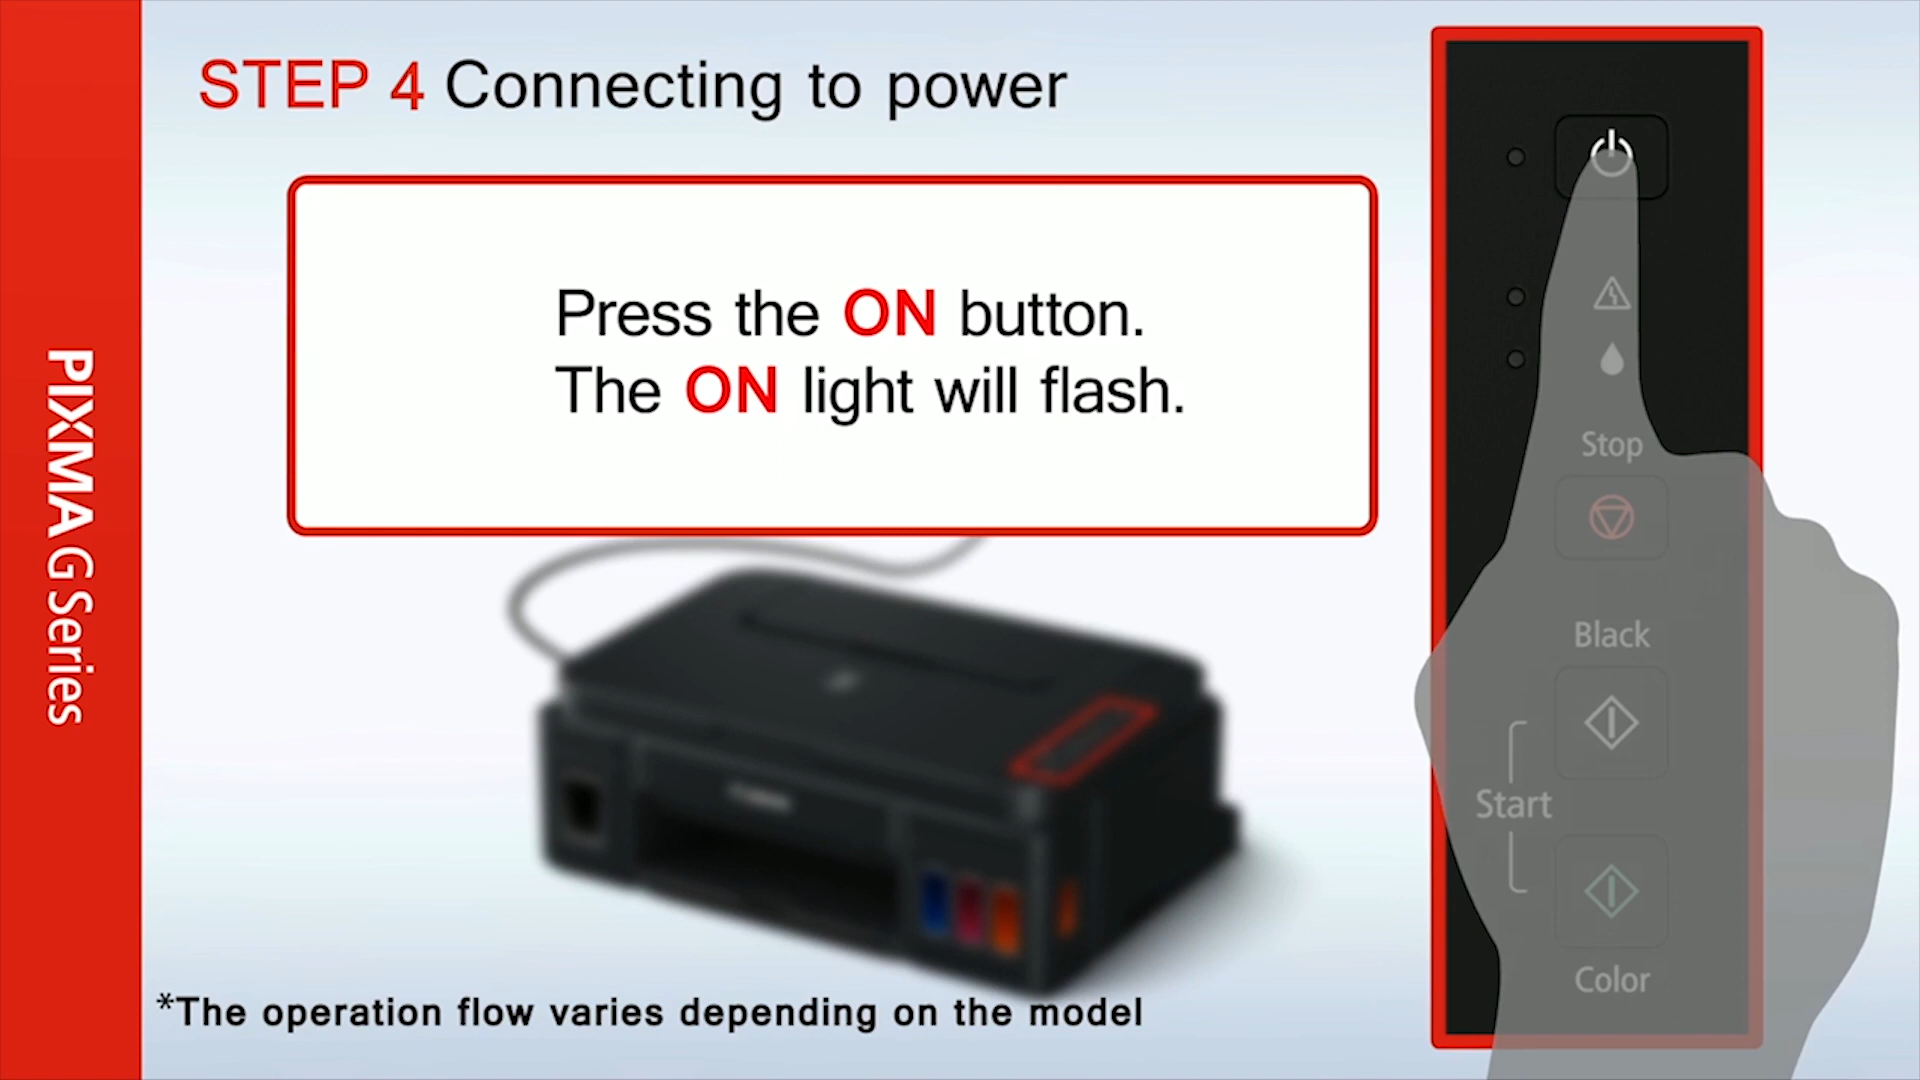 STEP 4 Connecting to power
Press the ON button.
The ON light will flash.
PIXMA G Series
Stop
Black
Start
Color
*The operation flow varies depending on the model